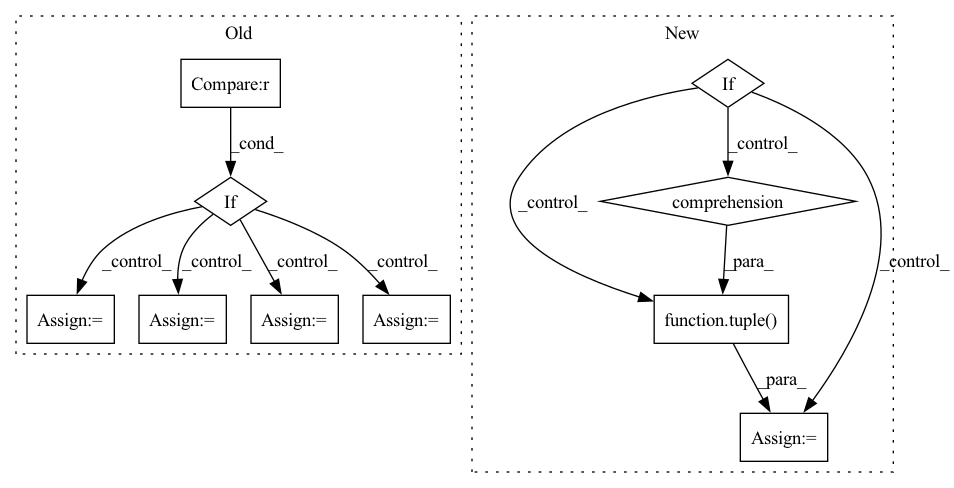 Old
New
Compare:r
If
_cond_
_control_
If
comprehension
_control_
_control_
_control_
_control_
_control_
_control_
_para_
Assign:=
Assign:=
Assign:=
Assign:=
function.tuple()
_para_
Assign:=